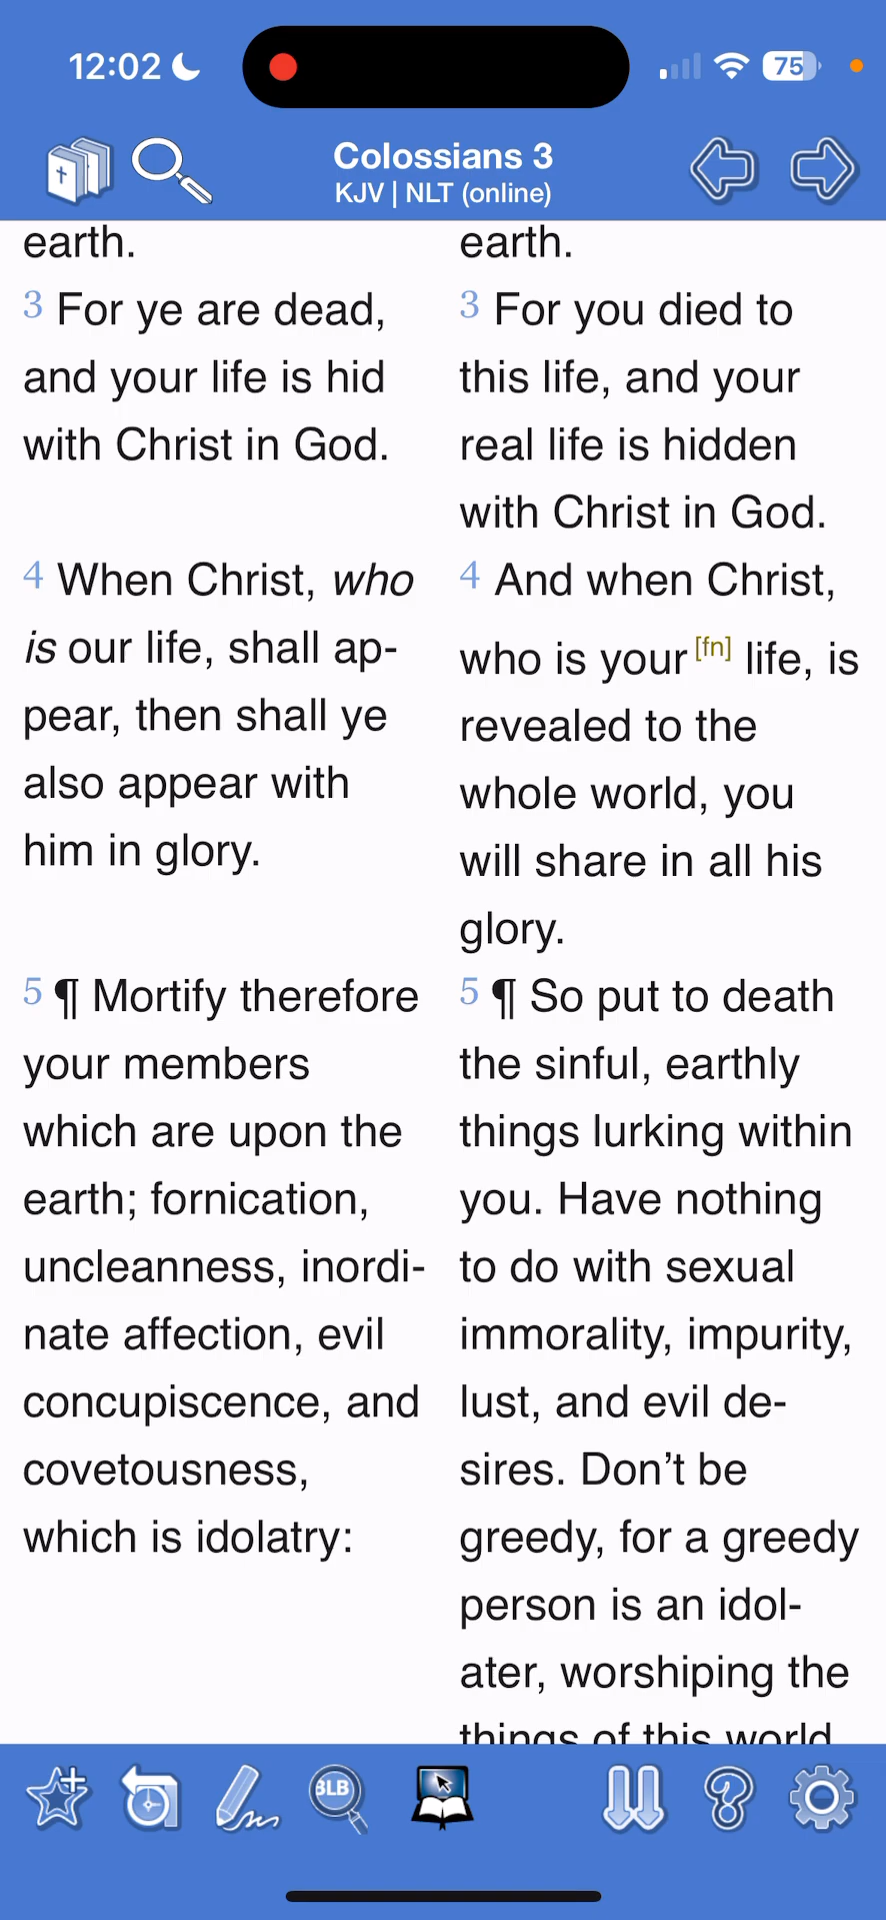 12:02
75
Colossians 3
KJV | NLT (online)
earth.
3 For ye are dead,
and your life is hid
with Christ in God.
4 When Christ, who
is our life, shall ap-
pear, then shall ye
also appear with
him in glory.
5 ¶ Mortify therefore
your members
which are upon the
earth; fornication,
uncleanness, inordi-
nate affection, evil
concupiscence, and
covetousness,
which is idolatry:
earth.
3 For you died to
this life, and your
real life is hidden
with Christ in God.
4 And when Christ,
who is your [fn] life, is
revealed to the
whole world, you
will share in all his
glory.
5 ¶ So put to death
the sinful, earthly
things lurking within
you. Have nothing
to do with sexual
immorality, impurity,
lust, and evil de-
sires. Don’t be
greedy, for a greedy
person is an idol-
ater, worshiping the
things of this world
BLB